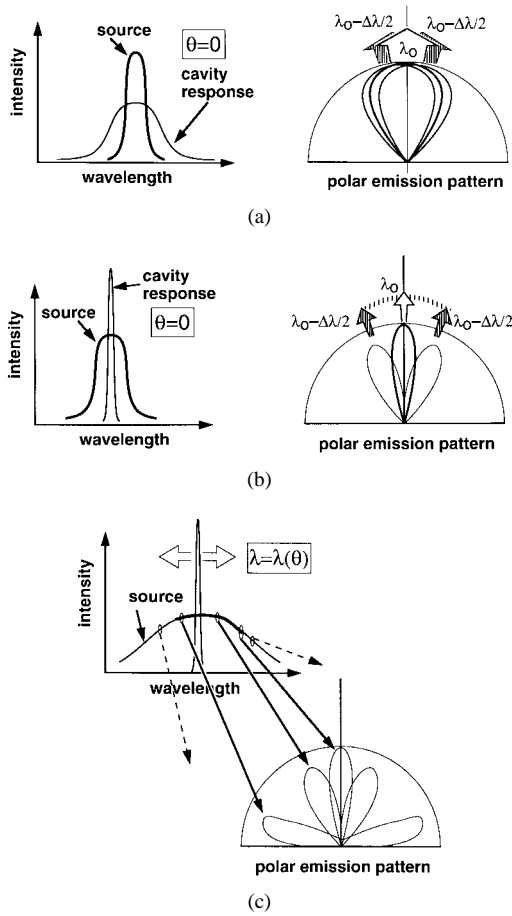 source
θ=0
cavity
response
intensity
wavelength
λO−Δλ/2
λO−Δλ/2
λO
polar emission pattern
(a)
cavity
response
source
θ=0
intensity
wavelength
λO
λO−Δλ/2
λO−Δλ/2
polar emission pattern
(b)
λ=λ(θ)
intensity
source
wavelength
polar emission pattern
(c)